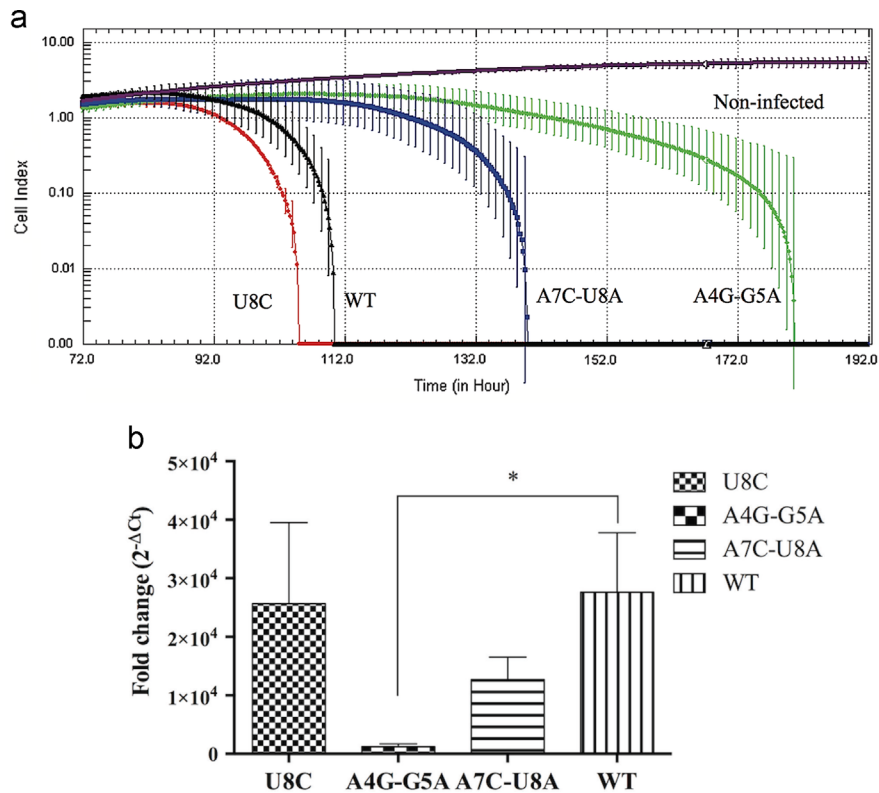 a
10.00
1.00
0.10
0.01
0.00
Cell Index
Non-infected
U8C
WT
A7C-U8A
A4G-G5A
72.0
92.0
112.0
132.0
152.0
172.0
192.0
Time (in Hour)
b
Fold change (2^-ΔCt)
5×10⁴
4×10⁴
3×10⁴
2×10⁴
1×10⁴
0
*
U8C
A4G-G5A
A7C-U8A
WT
U8C
A4G-G5A
A7C-U8A
WT